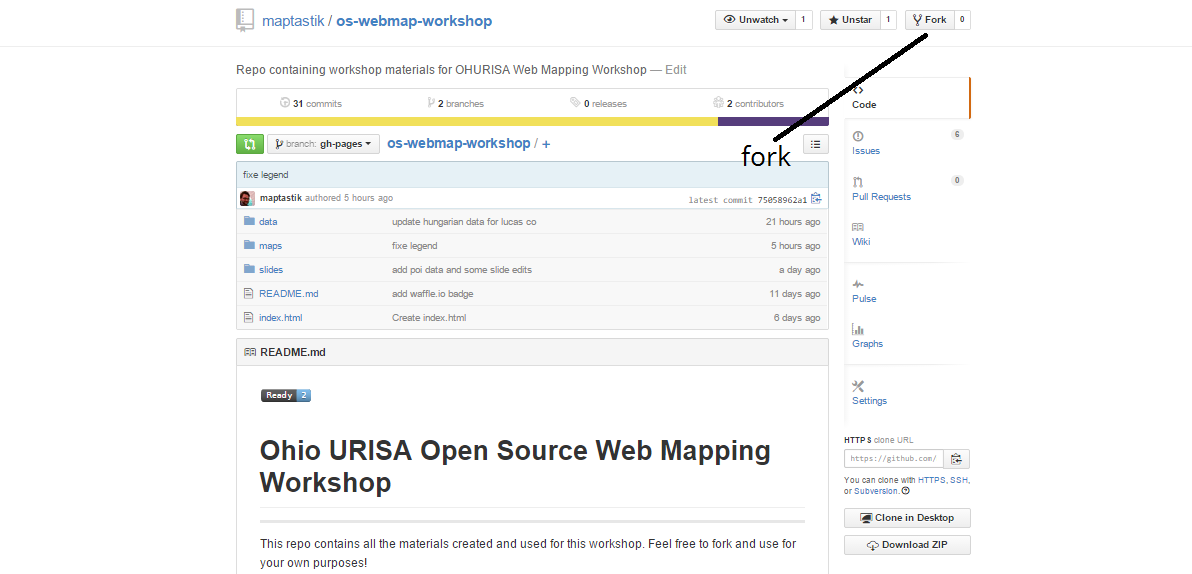 maptastik / os-webmap-workshop
Unwatch 1
Unstar 1
Fork 0
Repo containing workshop materials for OHURISA Web Mapping Workshop — Edit
31 commits
2 branches
0 releases
2 contributors
fork
branch: gh-pages
os-webmap-workshop / +
fixe legend
maptastik authored 5 hours ago
latest commit 75058962a1
data update hungarian data for lucas co 21 hours ago
maps fixe legend 5 hours ago
slides add poi data and some slide edits a day ago
README.md add waffle.io badge 11 days ago
index.html Create index.html 6 days ago
README.md
Ready 2
Ohio URISA Open Source Web Mapping
Workshop
This repo contains all the materials created and used for this workshop. Feel free to fork and use for
your own purposes!
Code
Issues 6
Pull Requests 0
Wiki
Pulse
Graphs
Settings
HTTPS clone URL
https://github.com/
You can clone with HTTPS, SSH,
or Subversion.
Clone in Desktop
Download ZIP